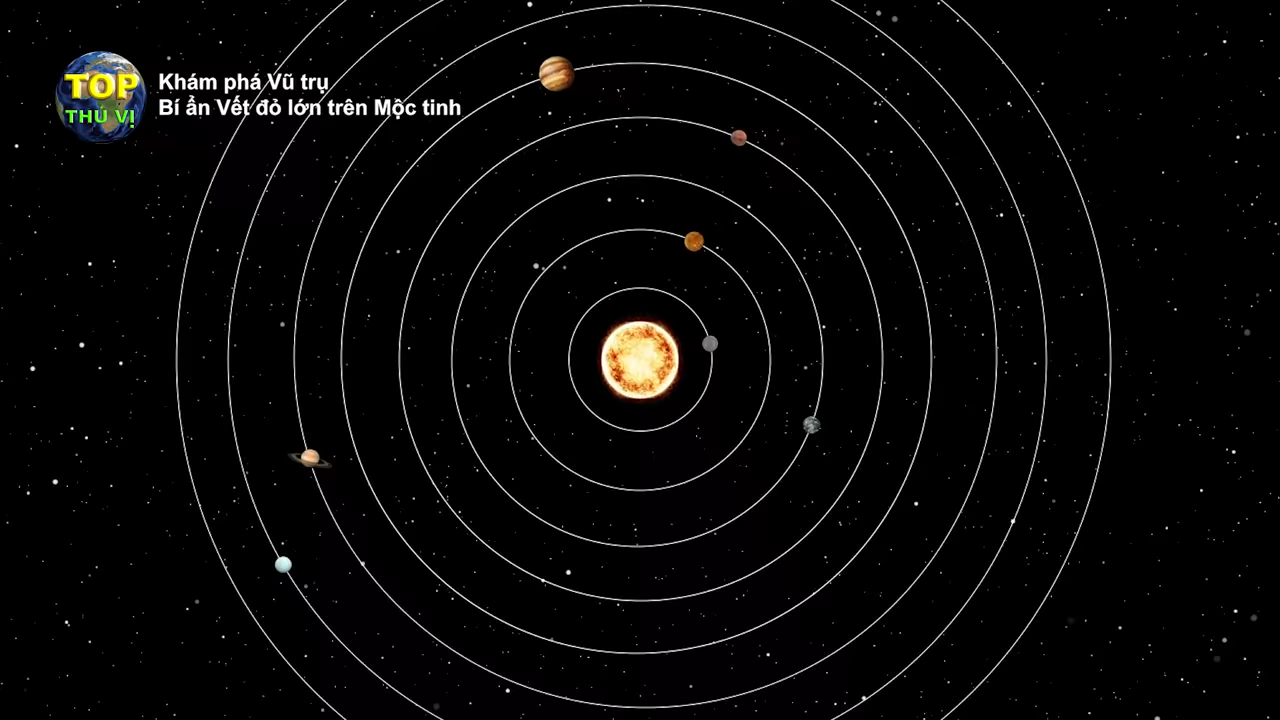 TOP
THÚ VỊ
Khám phá Vũ trụ
Bí ẩn Vết đỏ lớn trên Mộc tinh